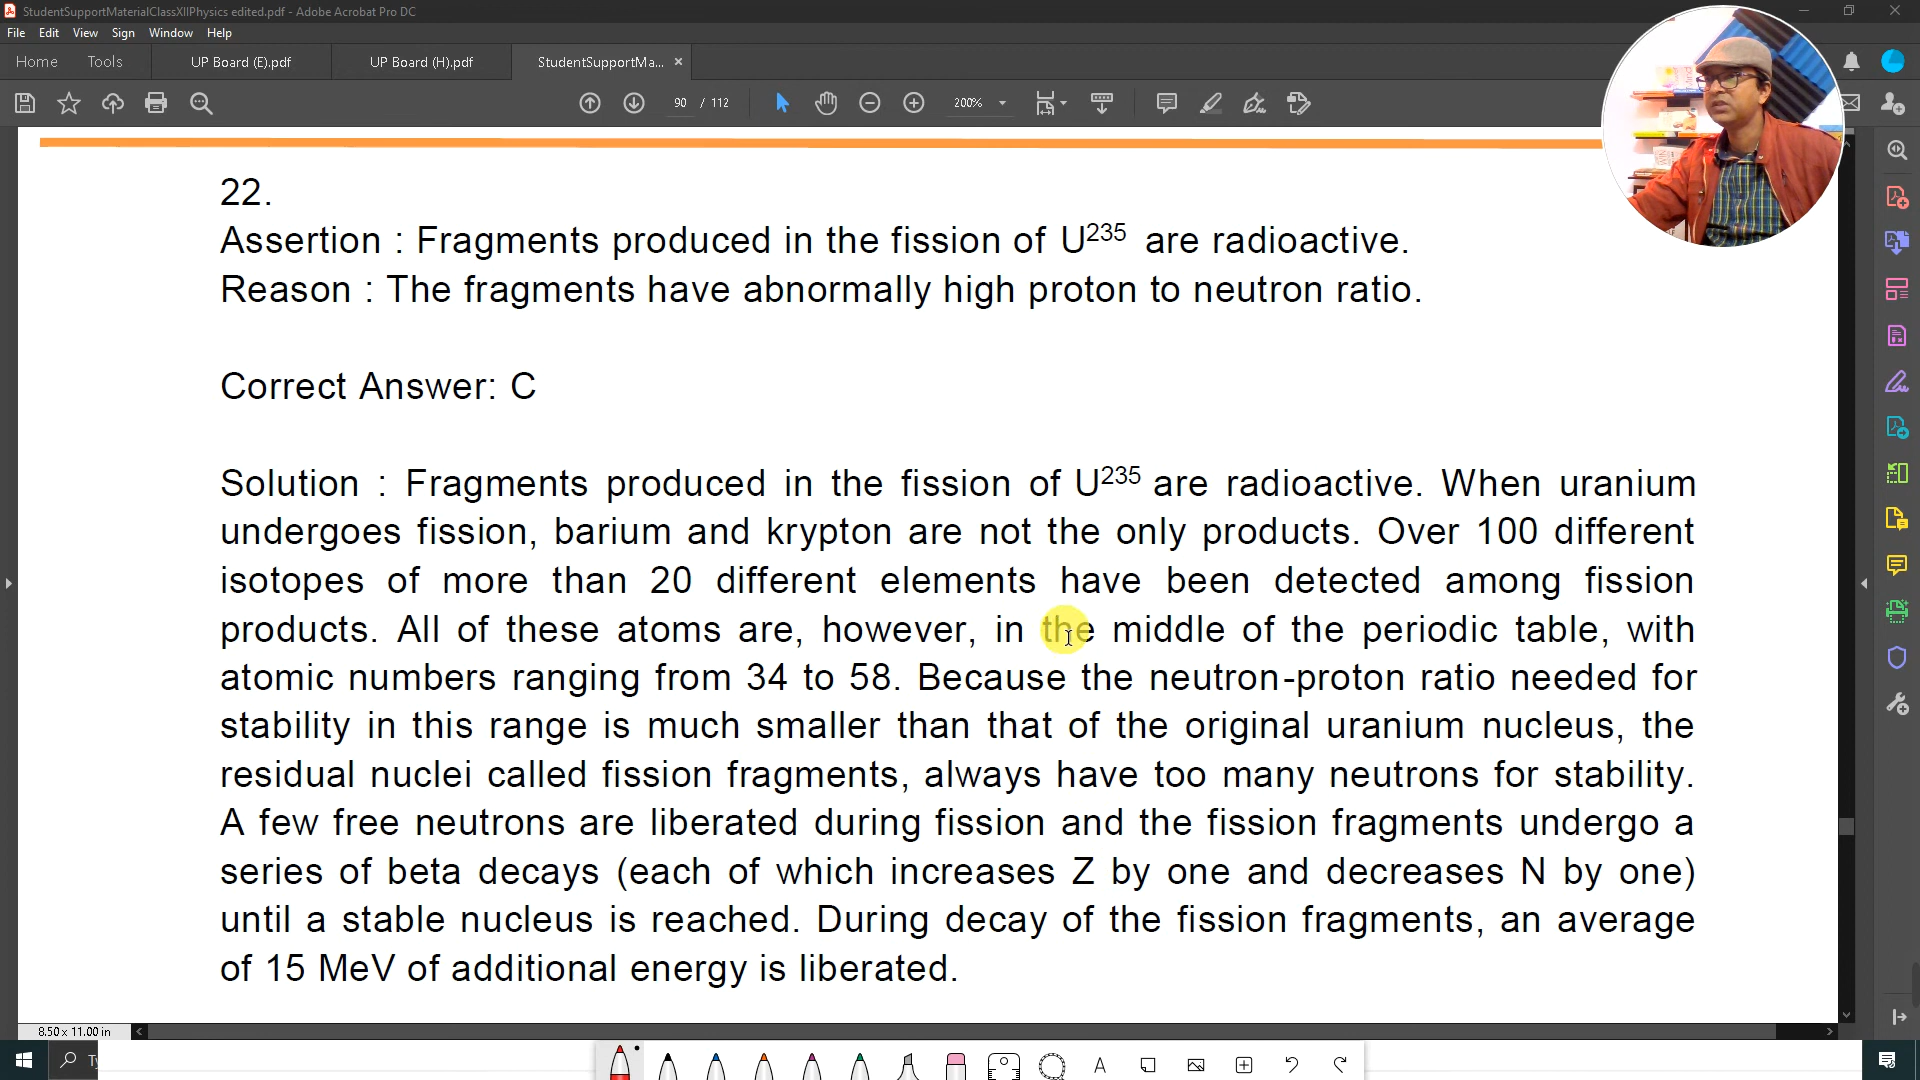 StudentSupportMaterialClassXIIPhysics edited.pdf - Adobe Acrobat Pro DC
File Edit View Sign Window Help
Home Tools UP Board (E).pdf UP Board (H).pdf StudentSupportMa... ×
90 / 112 200%
22.
Assertion : Fragments produced in the fission of U²³⁵ are radioactive.
Reason : The fragments have abnormally high proton to neutron ratio.
Correct Answer: C
Solution : Fragments produced in the fission of U²³⁵ are radioactive. When uranium
undergoes fission, barium and krypton are not the only products. Over 100 different
isotopes of more than 20 different elements have been detected among fission
products. All of these atoms are, however, in the middle of the periodic table, with
atomic numbers ranging from 34 to 58. Because the neutron-proton ratio needed for
stability in this range is much smaller than that of the original uranium nucleus, the
residual nuclei called fission fragments, always have too many neutrons for stability.
A few free neutrons are liberated during fission and the fission fragments undergo a
series of beta decays (each of which increases Z by one and decreases N by one)
until a stable nucleus is reached. During decay of the fission fragments, an average
of 15 MeV of additional energy is liberated.
8.50 x 11.00 in